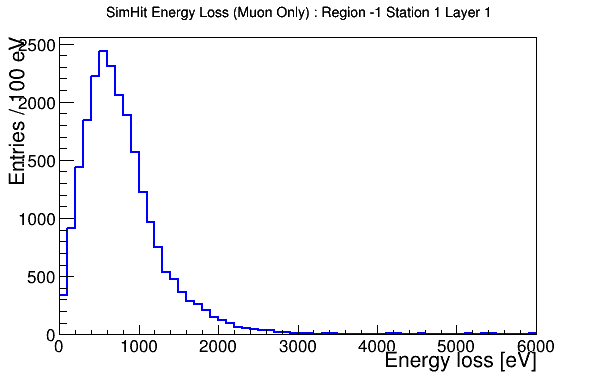 SimHit Energy Loss (Muon Only) : Region -1 Station 1 Layer 1
Entries / 100 eV
2500
2000
1500
1000
500
0
0 1000 2000 3000 4000 5000 6000
Energy loss [eV]